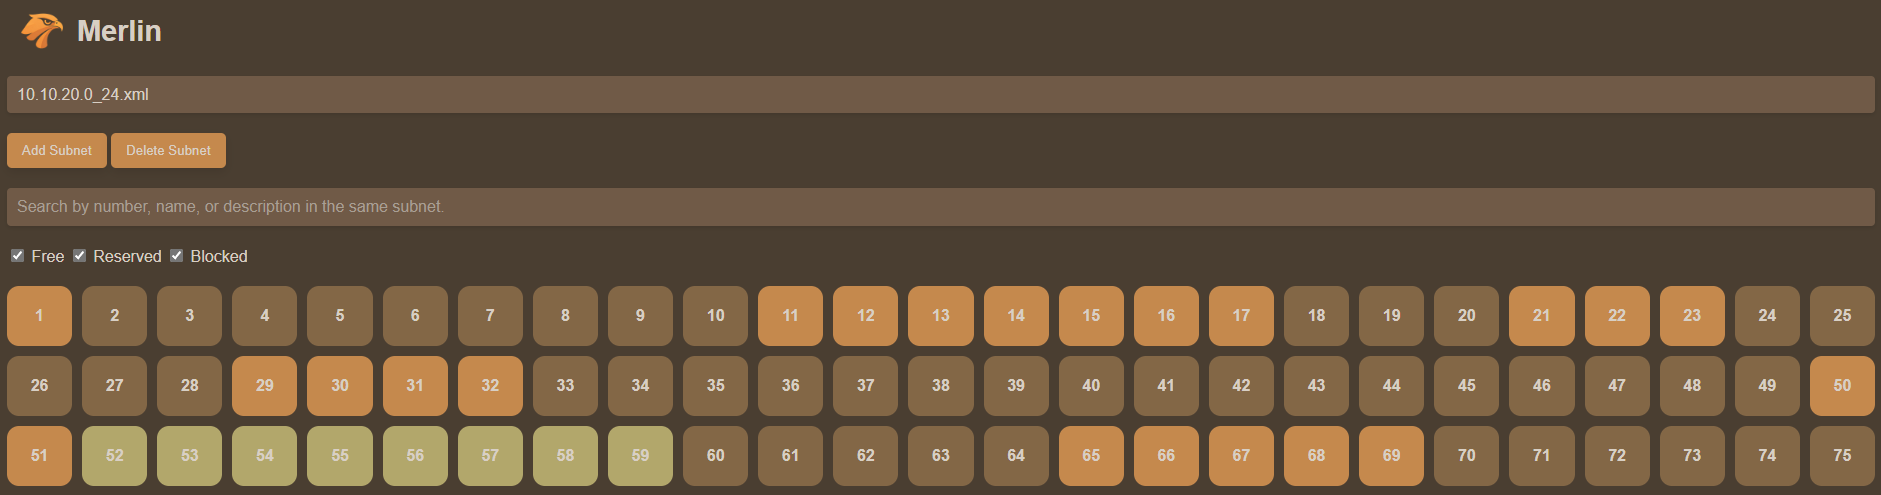 Merlin
10.10.20.0_24.xml
Add Subnet Delete Subnet
Search by number, name, or description in the same subnet.
Free Reserved Blocked
1 2 3 4 5 6 7 8 9 10 11 12 13 14 15 16 17 18 19 20 21 22 23 24 25
26 27 28 29 30 31 32 33 34 35 36 37 38 39 40 41 42 43 44 45 46 47 48 49 50
51 52 53 54 55 56 57 58 59 60 61 62 63 64 65 66 67 68 69 70 71 72 73 74 75